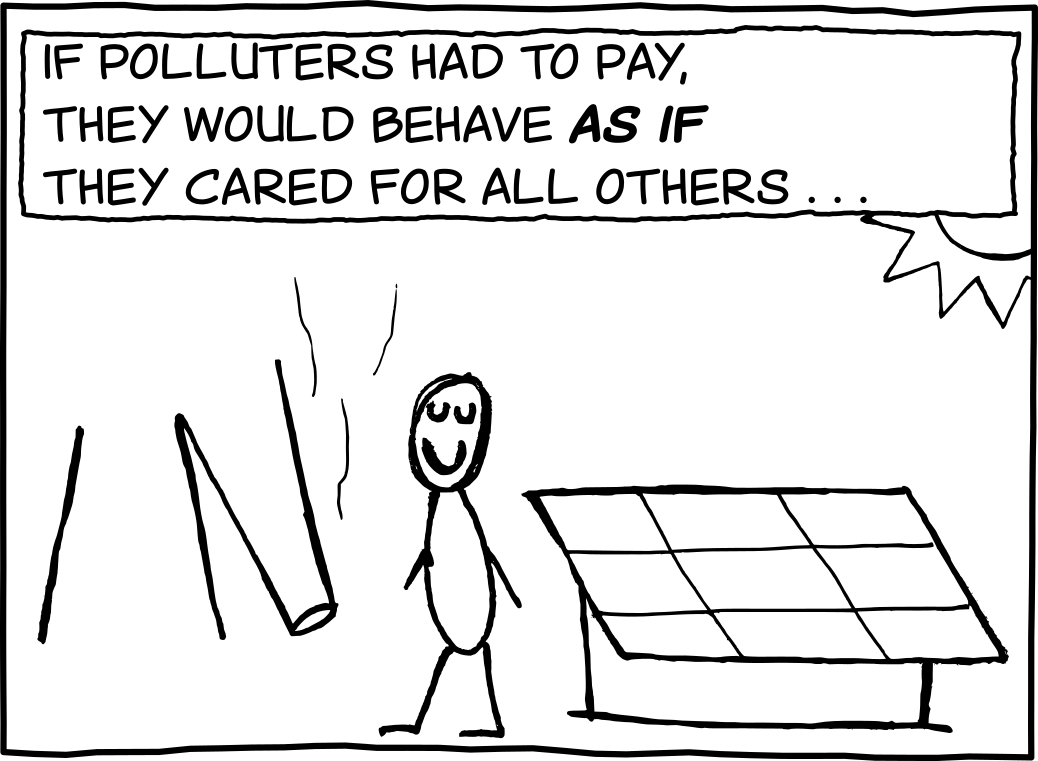 IF POLLUTERS HAD TO PAY,
THEY WOULD BEHAVE AS IF
THEY CARED FOR ALL OTHERS . . .